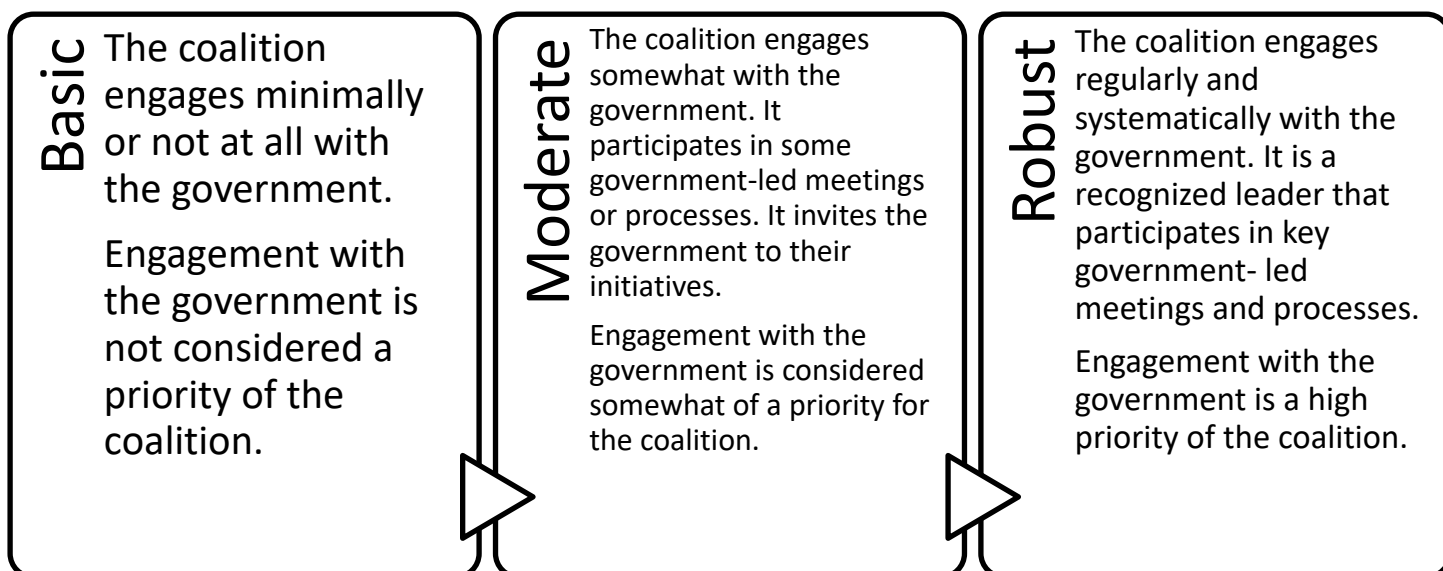 Basic
The coalition
engages minimally
or not at all with
the government.
Engagement with
the government is
not considered a
priority of the
coalition.
Moderate
The coalition engages
somewhat with the
government. It
participates in some
government-led meetings
or processes. It invites the
government to their
initiatives.
Engagement with the
government is considered
somewhat of a priority for
the coalition.
Robust
The coalition engages
regularly and
systematically with the
government. It is a
recognized leader that
participates in key
government- led
meetings and processes.
Engagement with the
government is a high
priority of the coalition.